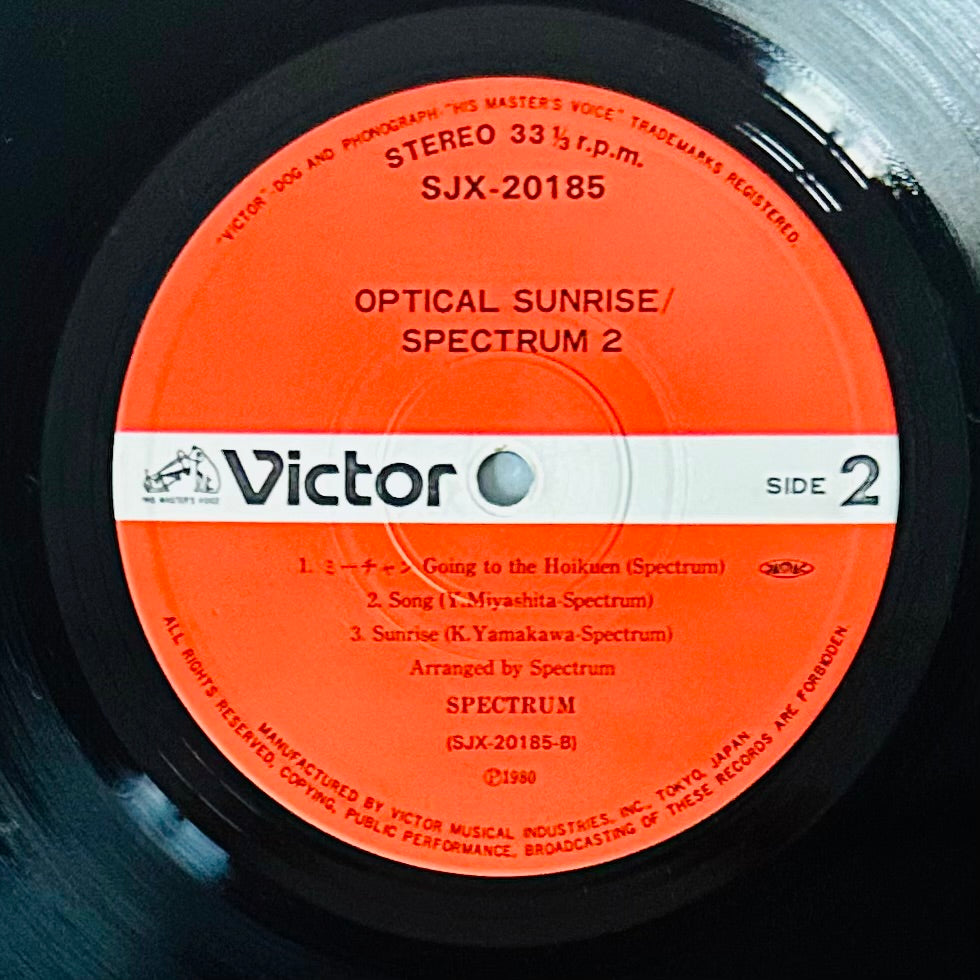 "VICTOR"-DOG AND PHONOGRAPH-"HIS MASTER'S VOICE" TRADEMARKS REGISTERED.
STEREO 33 1/3 r.p.m.
SJX-20185
OPTICAL SUNRISE/
SPECTRUM 2
HIS MASTER'S VOICE
Victor
SIDE 2
1. ミーチャン Going to the Hoikuen (Spectrum)
2. Song (Y.Miyashita-Spectrum)
3. Sunrise (K.Yamakawa-Spectrum)
Arranged by Spectrum
SPECTRUM
(SJX-20185-B)
Ⓟ1980
MANUFACTURED BY VICTOR MUSICAL INDUSTRIES, INC., TOKYO, JAPAN
ALL RIGHTS RESERVED, COPYING, PUBLIC PERFORMANCE, BROADCASTING OF THESE RECORDS ARE FORBIDDEN